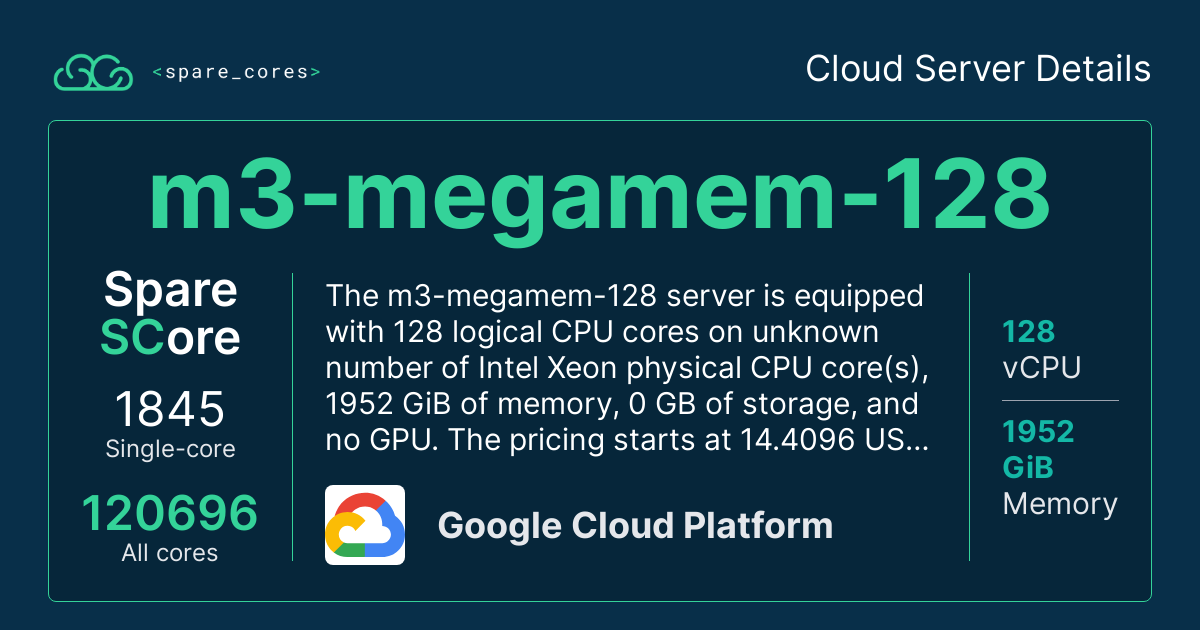 <spare_cores>
Cloud Server Details
m3-megamem-128
Spare
SCore
1845
Single-core
120696
All cores
The m3-megamem-128 server is equipped
with 128 logical CPU cores on unknown
number of Intel Xeon physical CPU core(s),
1952 GiB of memory, 0 GB of storage, and
no GPU. The pricing starts at 14.4096 US...
Google Cloud Platform
128
vCPU
1952
GiB
Memory